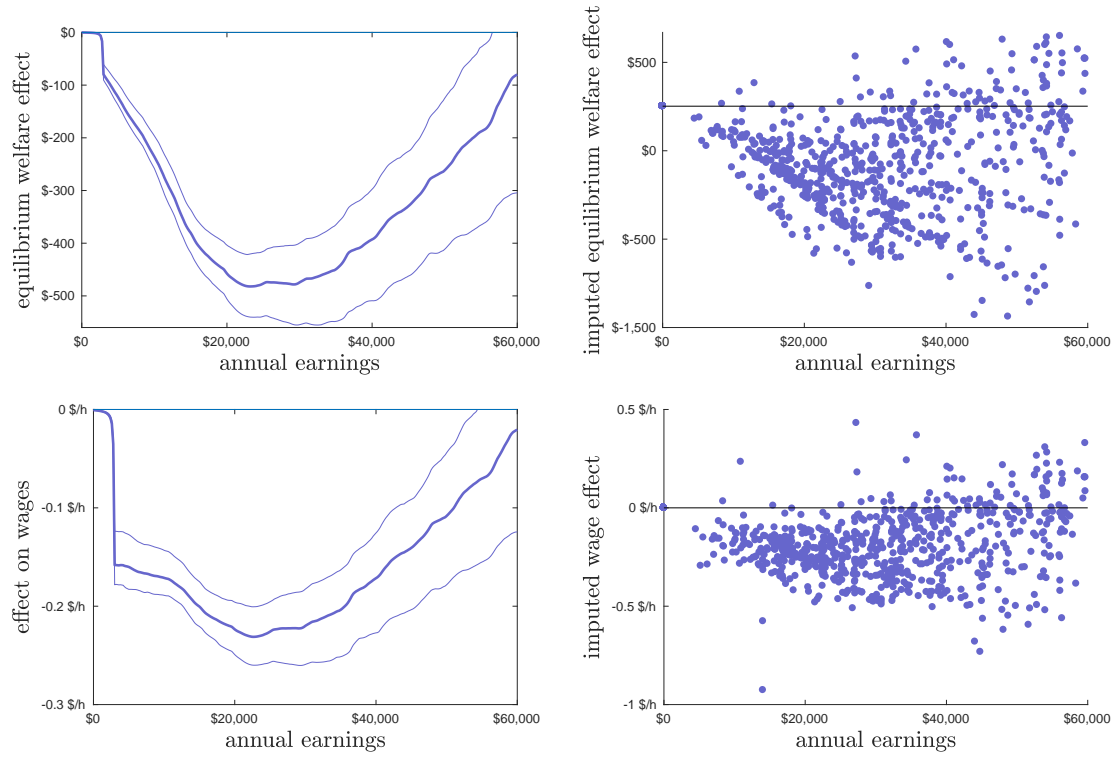 equilibrium welfare effect
$0
$-100
$-200
$-300
$-400
$-500
$0
$20,000
$40,000
$60,000
annual earnings
imputed equilibrium welfare effect
$500
$0
$-500
$-1,500
$0
$20,000
$40,000
$60,000
annual earnings
effect on wages
0 $/h
-0.1 $/h
-0.2 $/h
-0.3 $/h
$0
$20,000
$40,000
$60,000
annual earnings
imputed wage effect
0.5 $/h
0 $/h
-0.5 $/h
-1 $/h
$0
$20,000
$40,000
$60,000
annual earnings